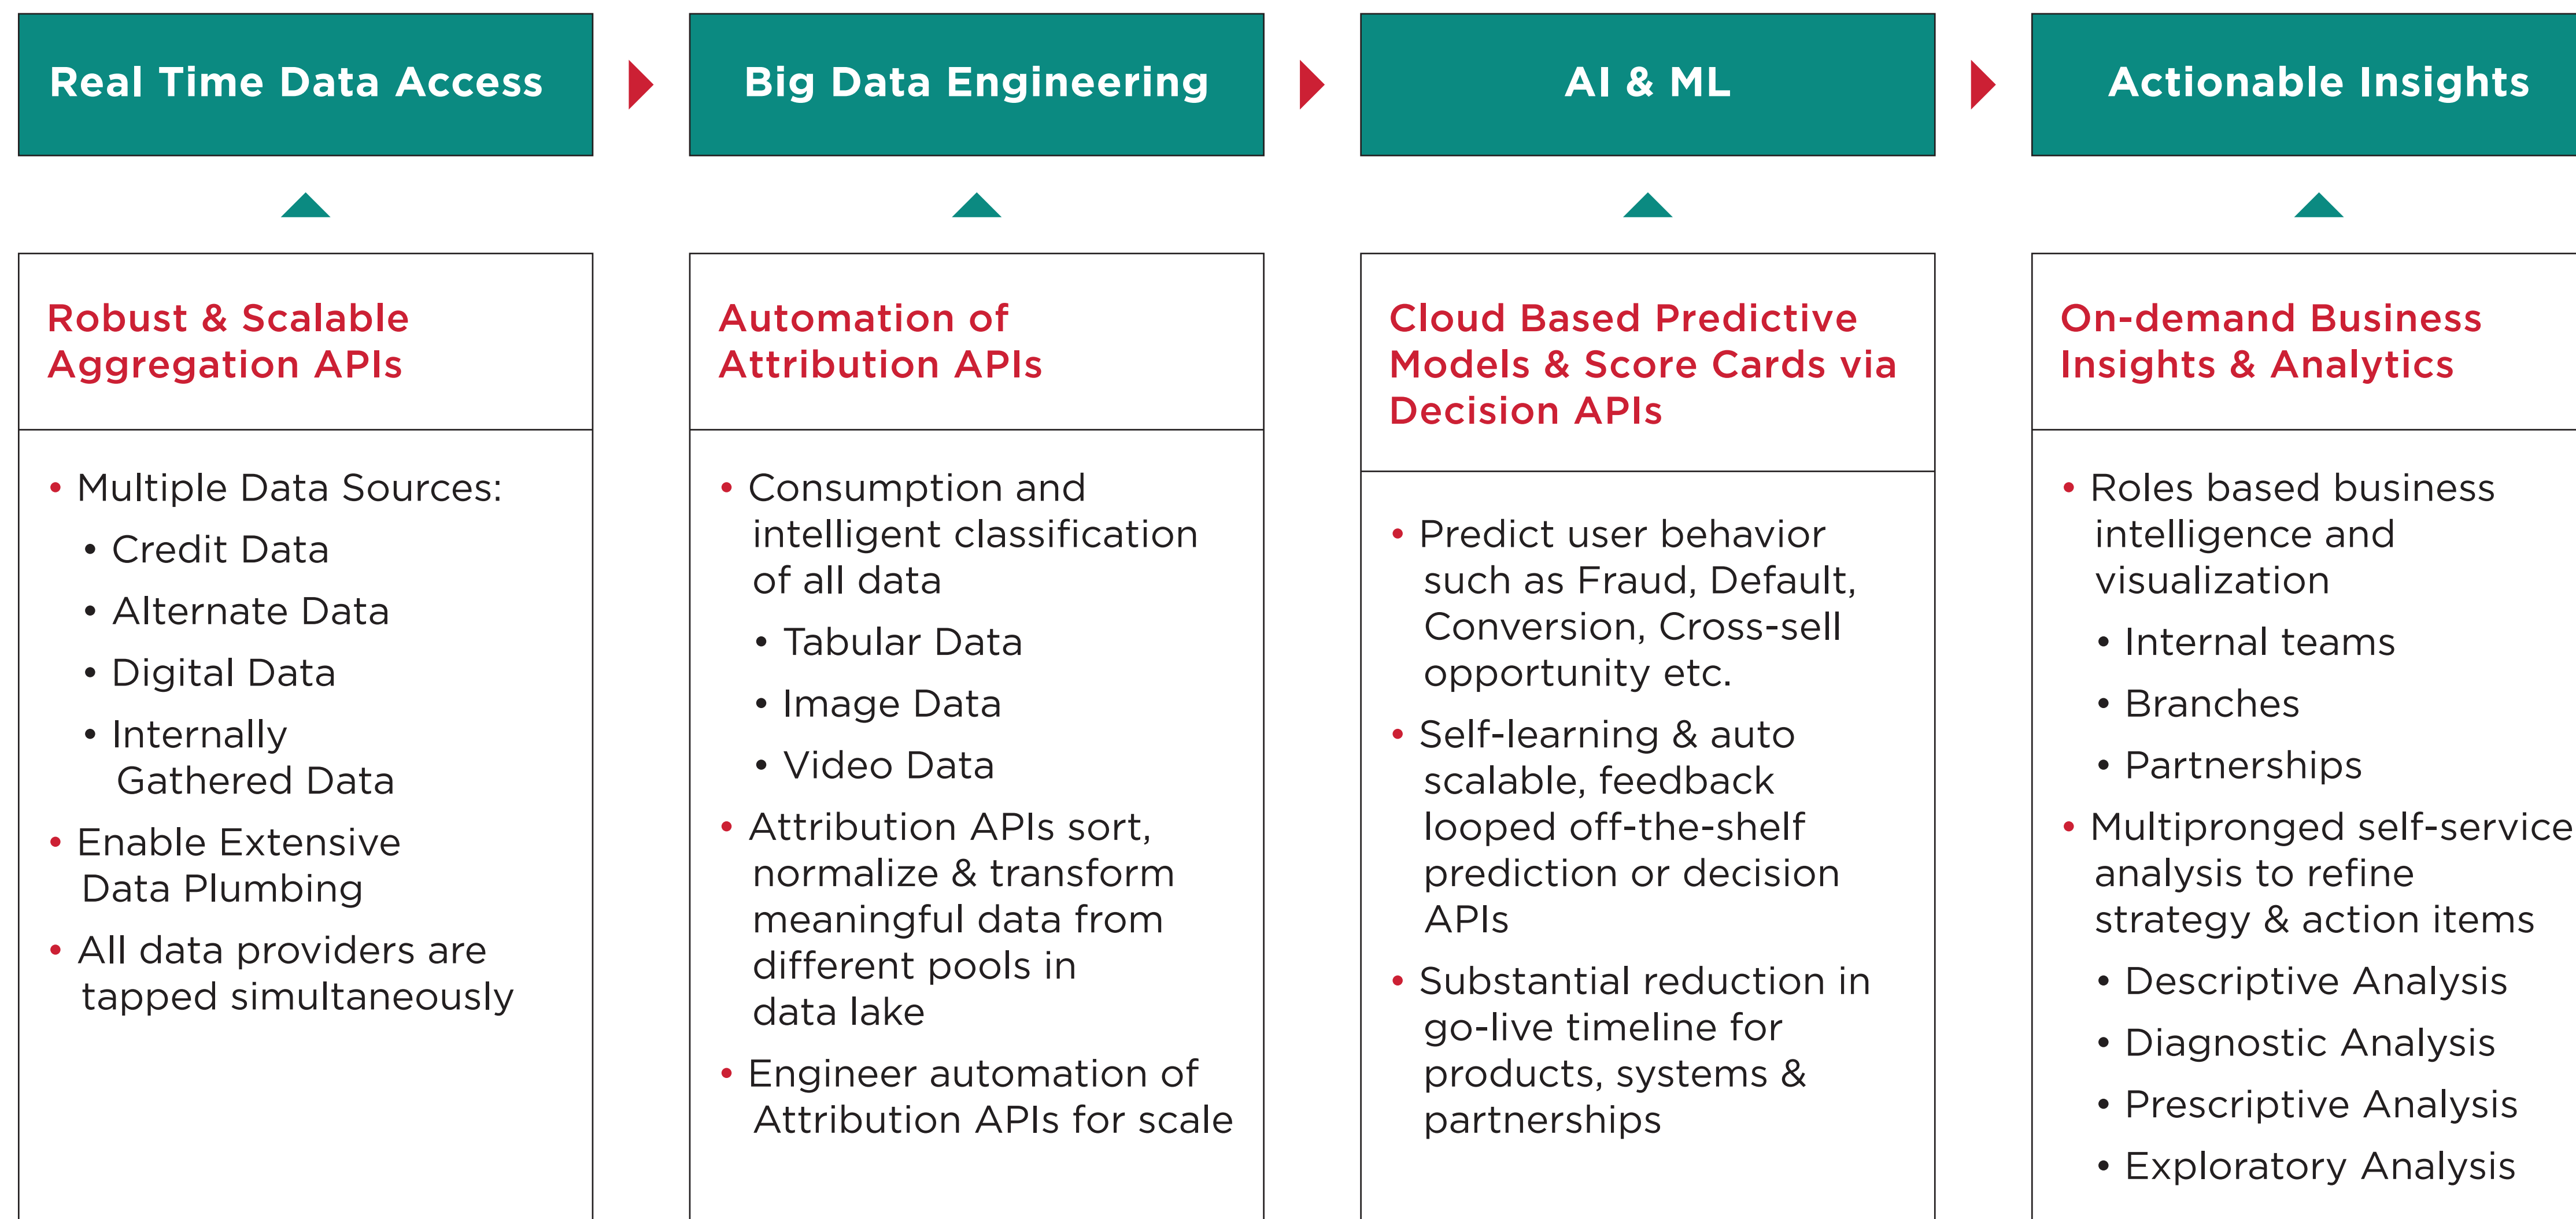 Real Time Data Access
Big Data Engineering
AI & ML
Actionable Insights
Robust & Scalable
Aggregation APIs
• Multiple Data Sources:
• Credit Data
• Alternate Data
• Digital Data
• Internally
Gathered Data
• Enable Extensive
Data Plumbing
• All data providers are
tapped simultaneously
Automation of
Attribution APIs
• Consumption and
intelligent classification
of all data
• Tabular Data
• Image Data
• Video Data
• Attribution APIs sort,
normalize & transform
meaningful data from
different pools in
data lake
• Engineer automation of
Attribution APIs for scale
Cloud Based Predictive
Models & Score Cards via
Decision APIs
• Predict user behavior
such as Fraud, Default,
Conversion, Cross-sell
opportunity etc.
• Self-learning & auto
scalable, feedback
looped off-the-shelf
prediction or decision
APIs
• Substantial reduction in
go-live timeline for
products, systems &
partnerships
On-demand Business
Insights & Analytics
• Roles based business
intelligence and
visualization
• Internal teams
• Branches
• Partnerships
• Multipronged self-service
analysis to refine
strategy & action items
• Descriptive Analysis
• Diagnostic Analysis
• Prescriptive Analysis
• Exploratory Analysis